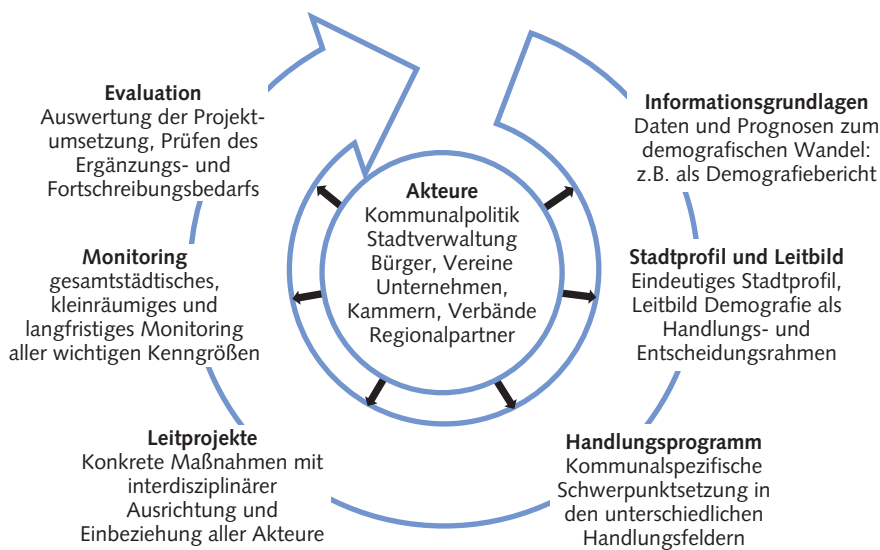 Evaluation
Auswertung der Projekt-
umsetzung, Prüfen des
Ergänzungs- und
Fortschreibungsbedarfs
Informationsgrundlagen
Daten und Prognosen zum
demografischen Wandel:
z.B. als Demografiebericht
Akteure
Kommunalpolitik
Stadtverwaltung
Bürger, Vereine
Unternehmen,
Kammern, Verbände
Regionalpartner
Monitoring
gesamtstädtisches,
kleinräumiges und
langfristiges Monitoring
aller wichtigen Kenngrößen
Stadtprofil und Leitbild
Eindeutiges Stadtprofil,
Leitbild Demografie als
Handlungs- und
Entscheidungsrahmen
Leitprojekte
Konkrete Maßnahmen mit
interdisziplinärer
Ausrichtung und
Einbeziehung aller Akteure
Handlungsprogramm
Kommunalspezifische
Schwerpunktsetzung in
den unterschiedlichen
Handlungsfeldern